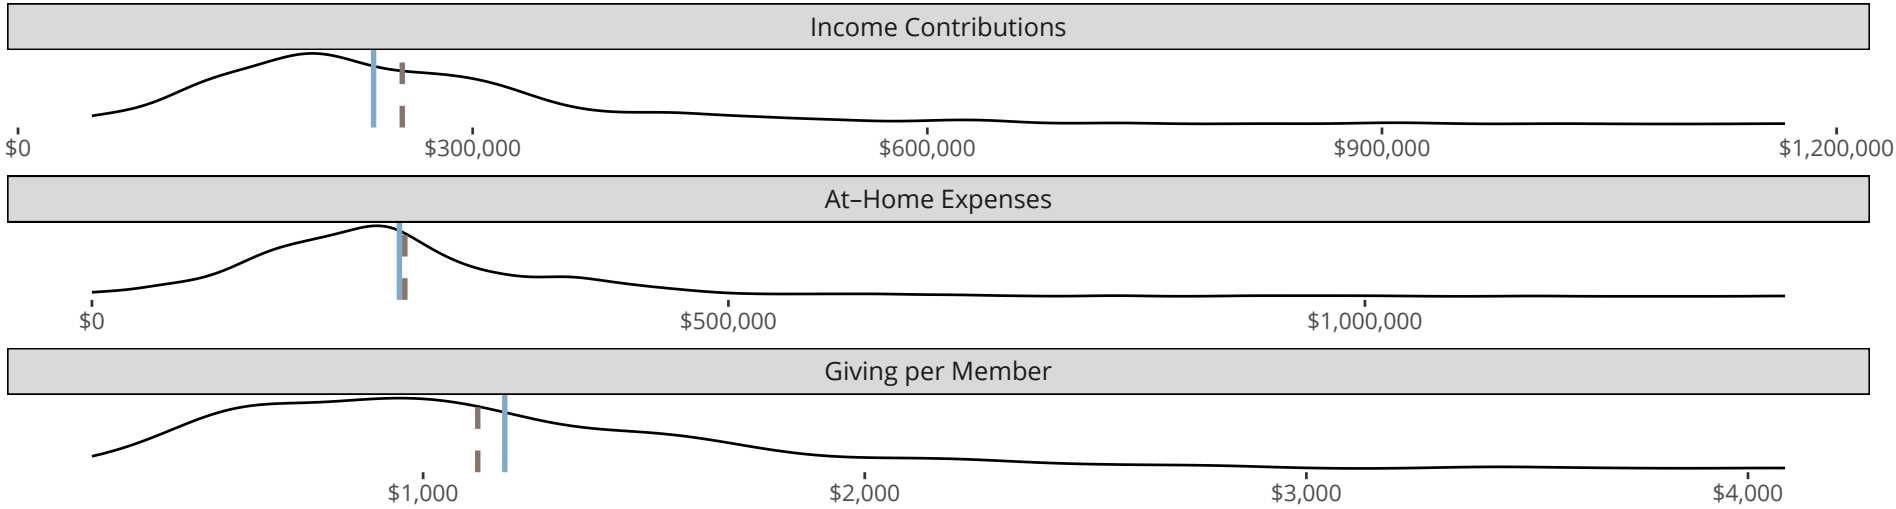 Income Contributions
$0 $300,000 $600,000 $900,000 $1,200,000
At–Home Expenses
$0 $500,000 $1,000,000
Giving per Member
$1,000 $2,000 $3,000 $4,000